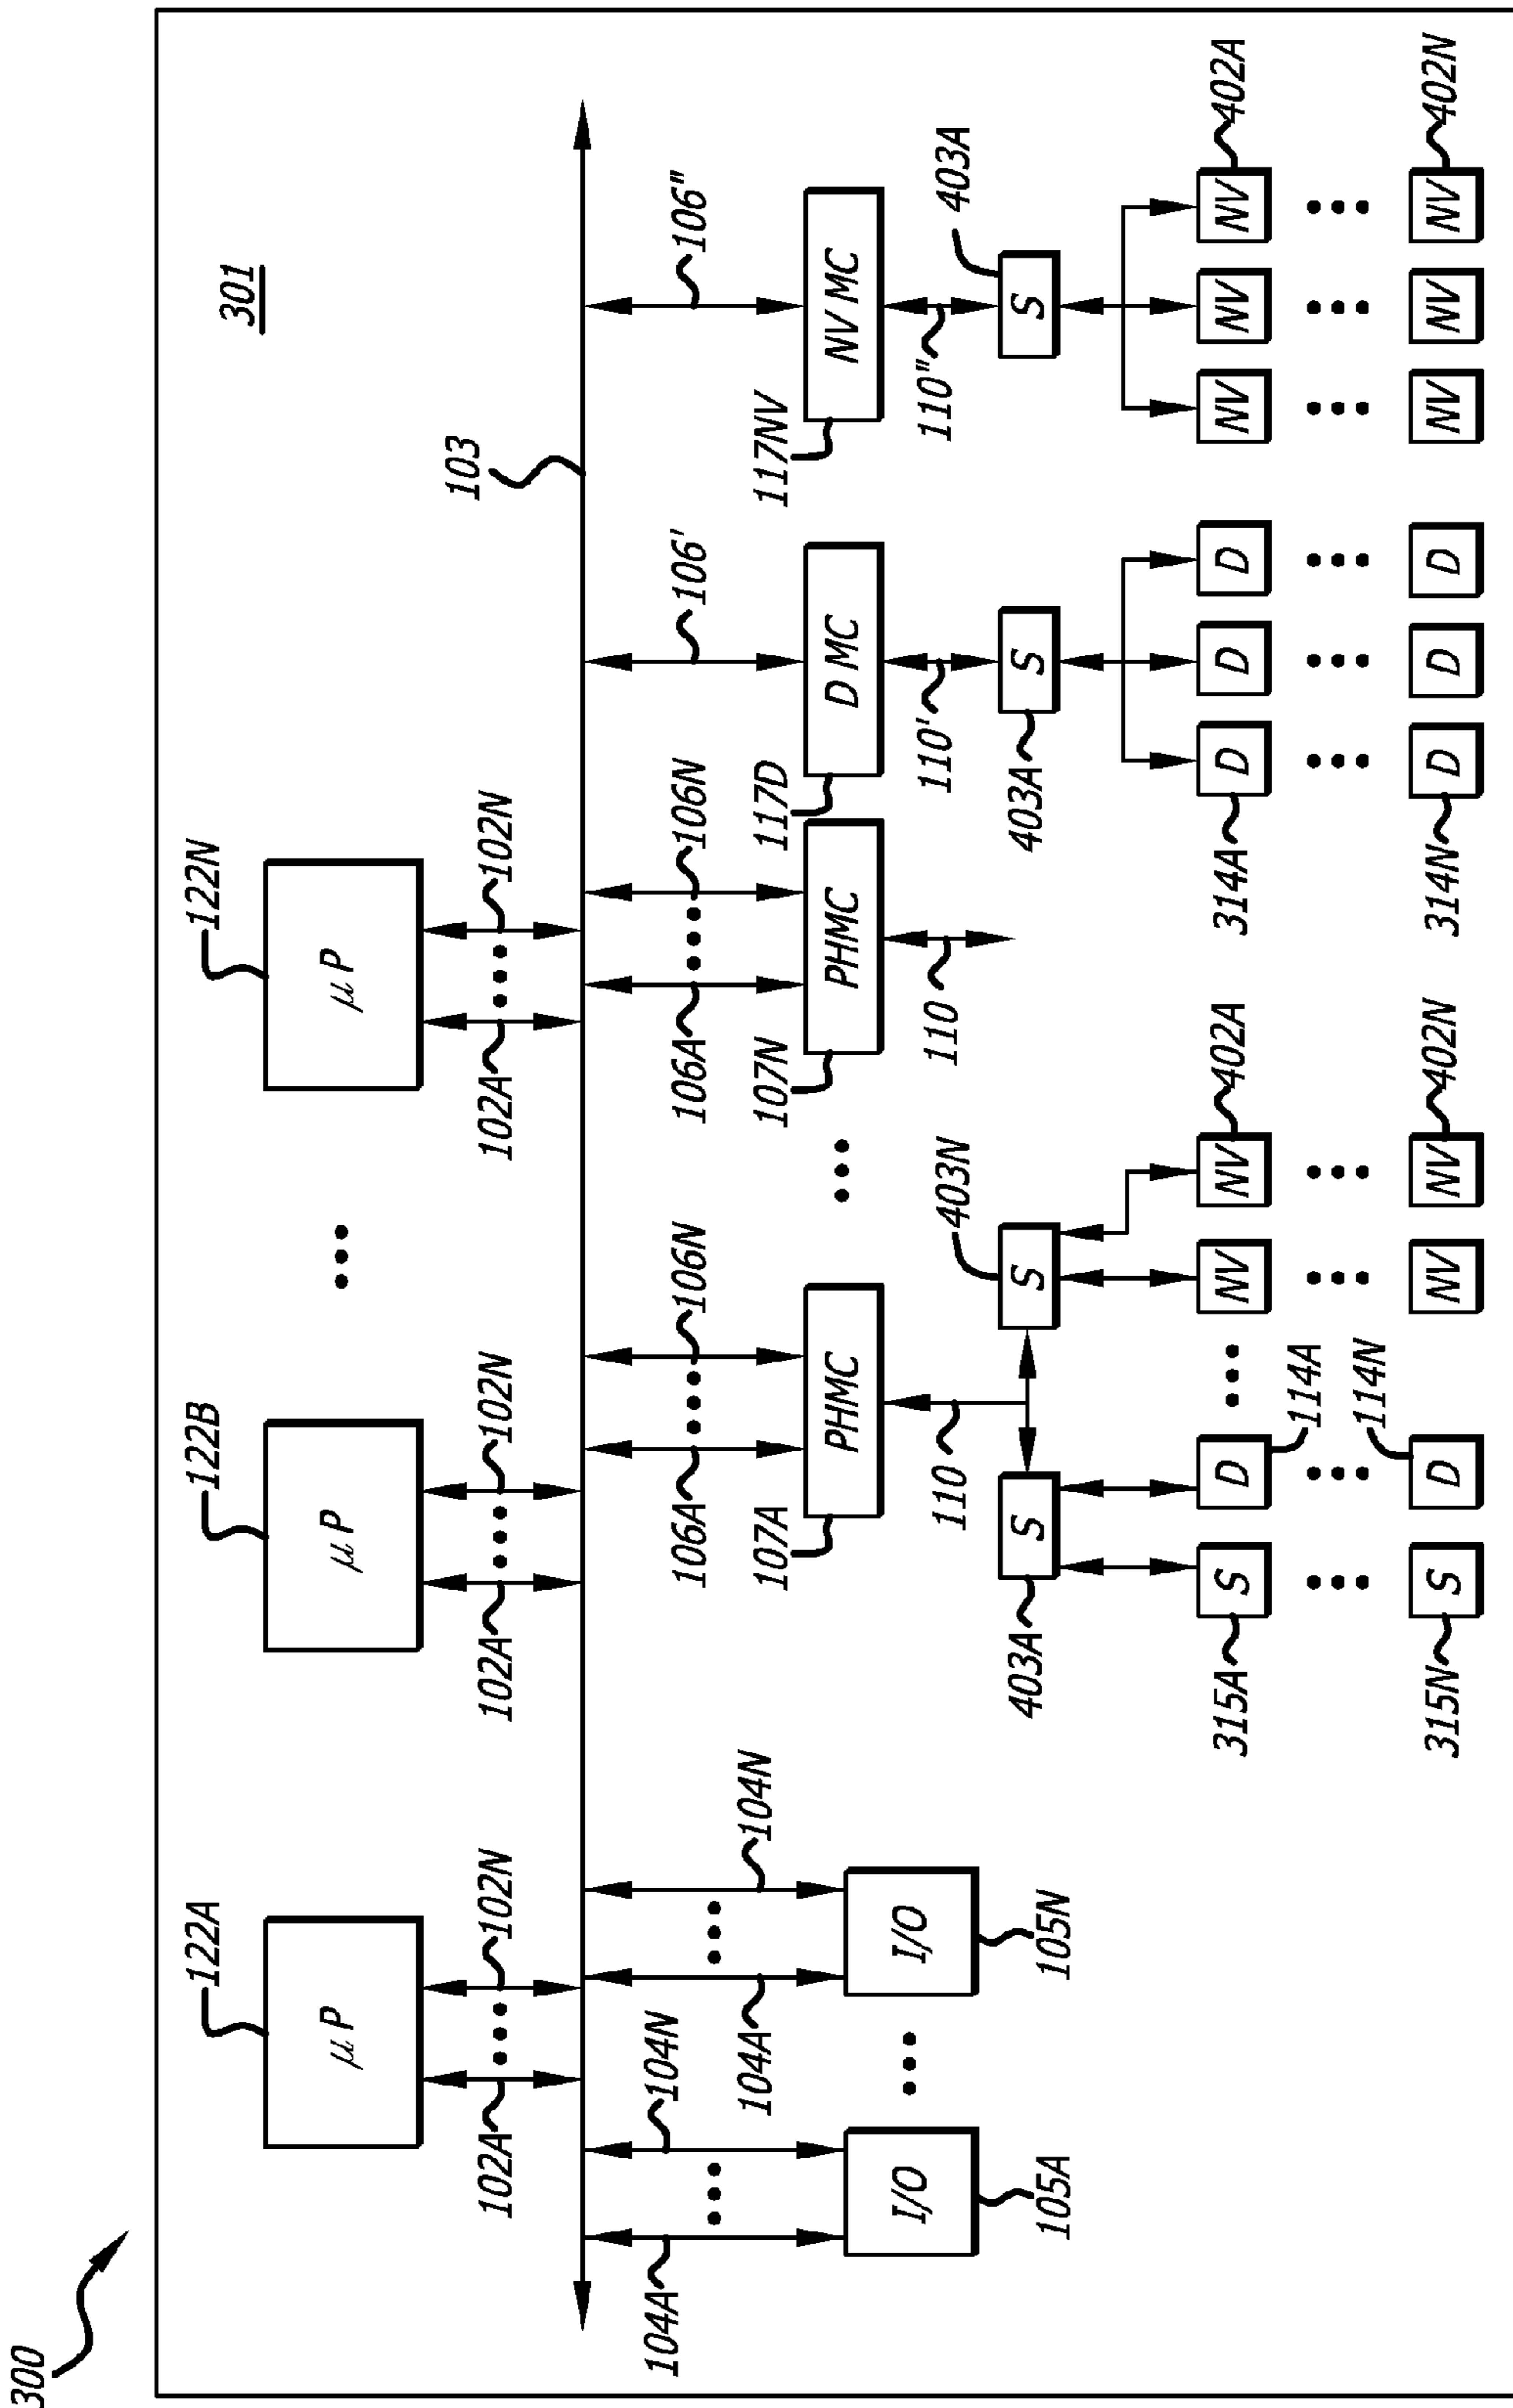 300
301
122A
122B
122N
μP
μP
μP
102A
102N
102A
102N
102A
102N
103
104A
104N
104A
104N
106A
106N
106A
106N
106'
106"
I/O
I/O
105A
105N
107A
PHMC
107N
PHMC
117D
D MC
117NV
NV MC
110
110
110'
110"
403A
S
S
403N
403A
S
S
403A
315A
S
D
114A
NV
NV
402A
314A
D
D
D
NV
NV
NV
402A
315N
S
D
114N
NV
NV
402N
314N
D
D
D
NV
NV
NV
402N